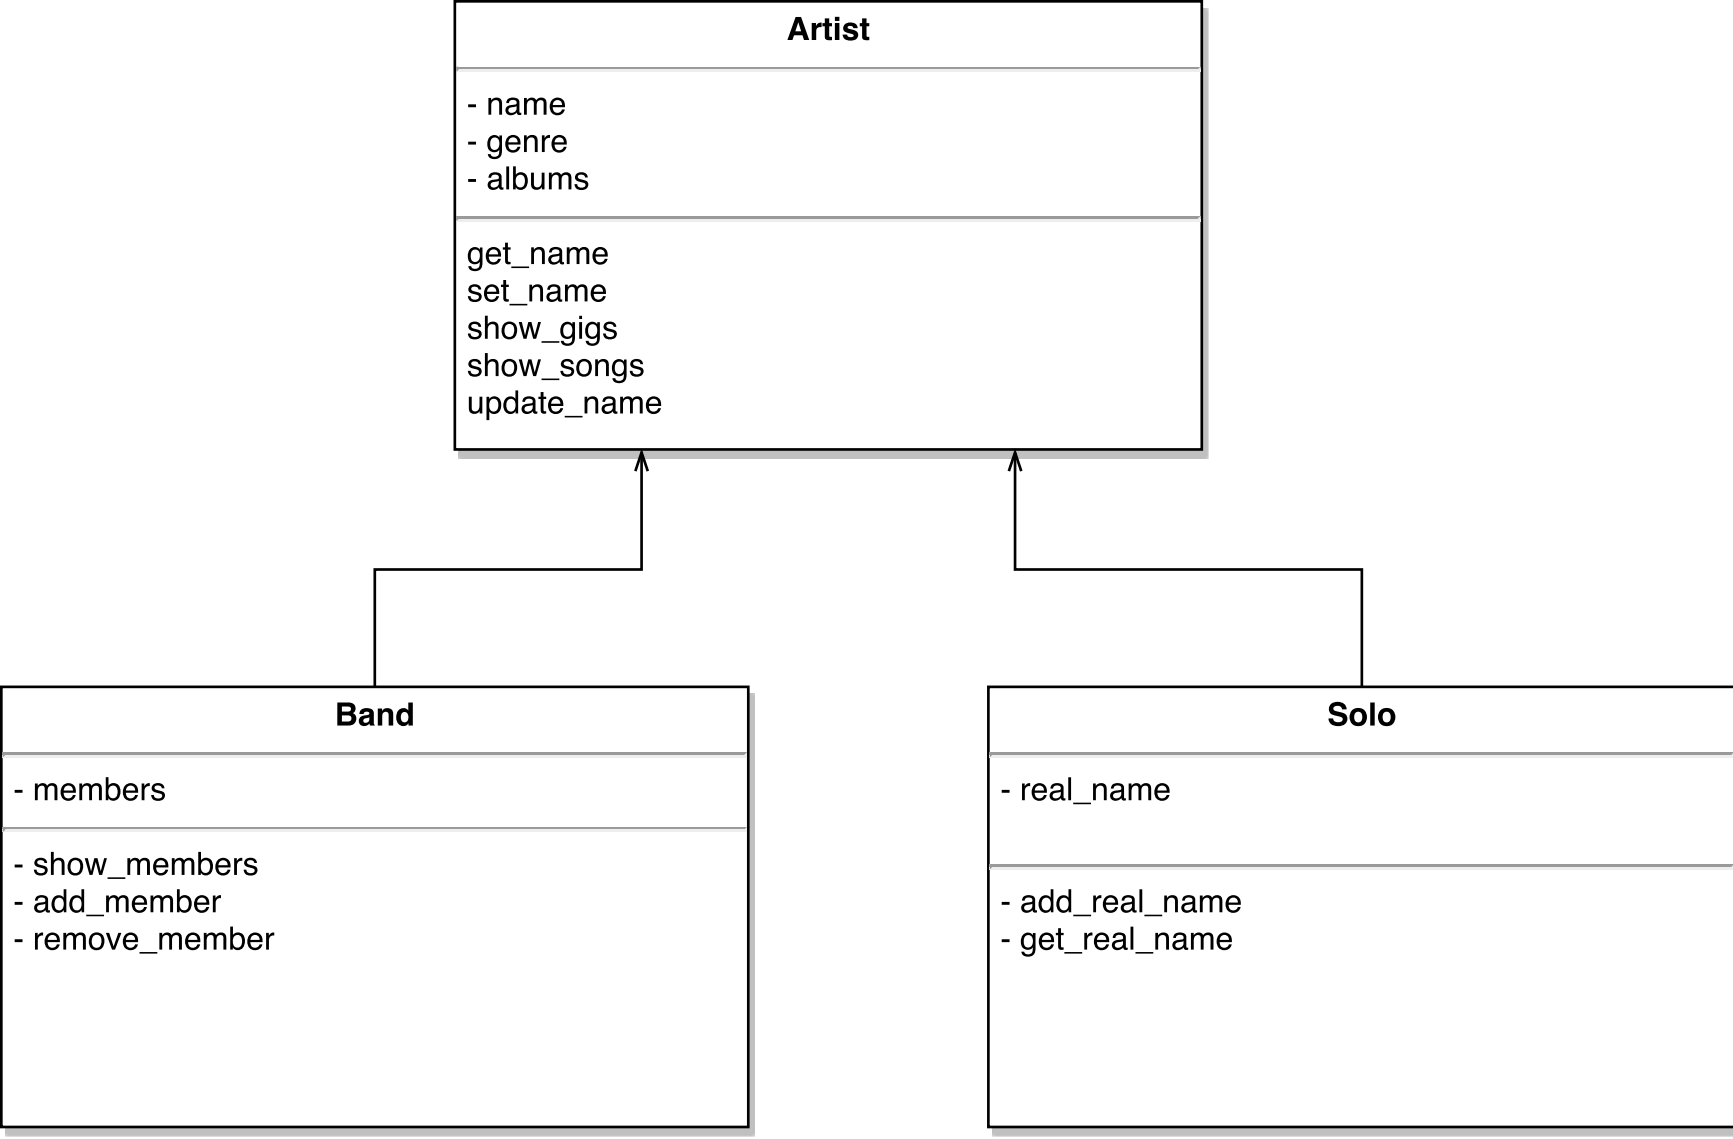 Artist
- name
- genre
- albums
get_name
set_name
show_gigs
show_songs
update_name
Band
- members
- show_members
- add_member
- remove_member
Solo
- real_name
- add_real_name
- get_real_name